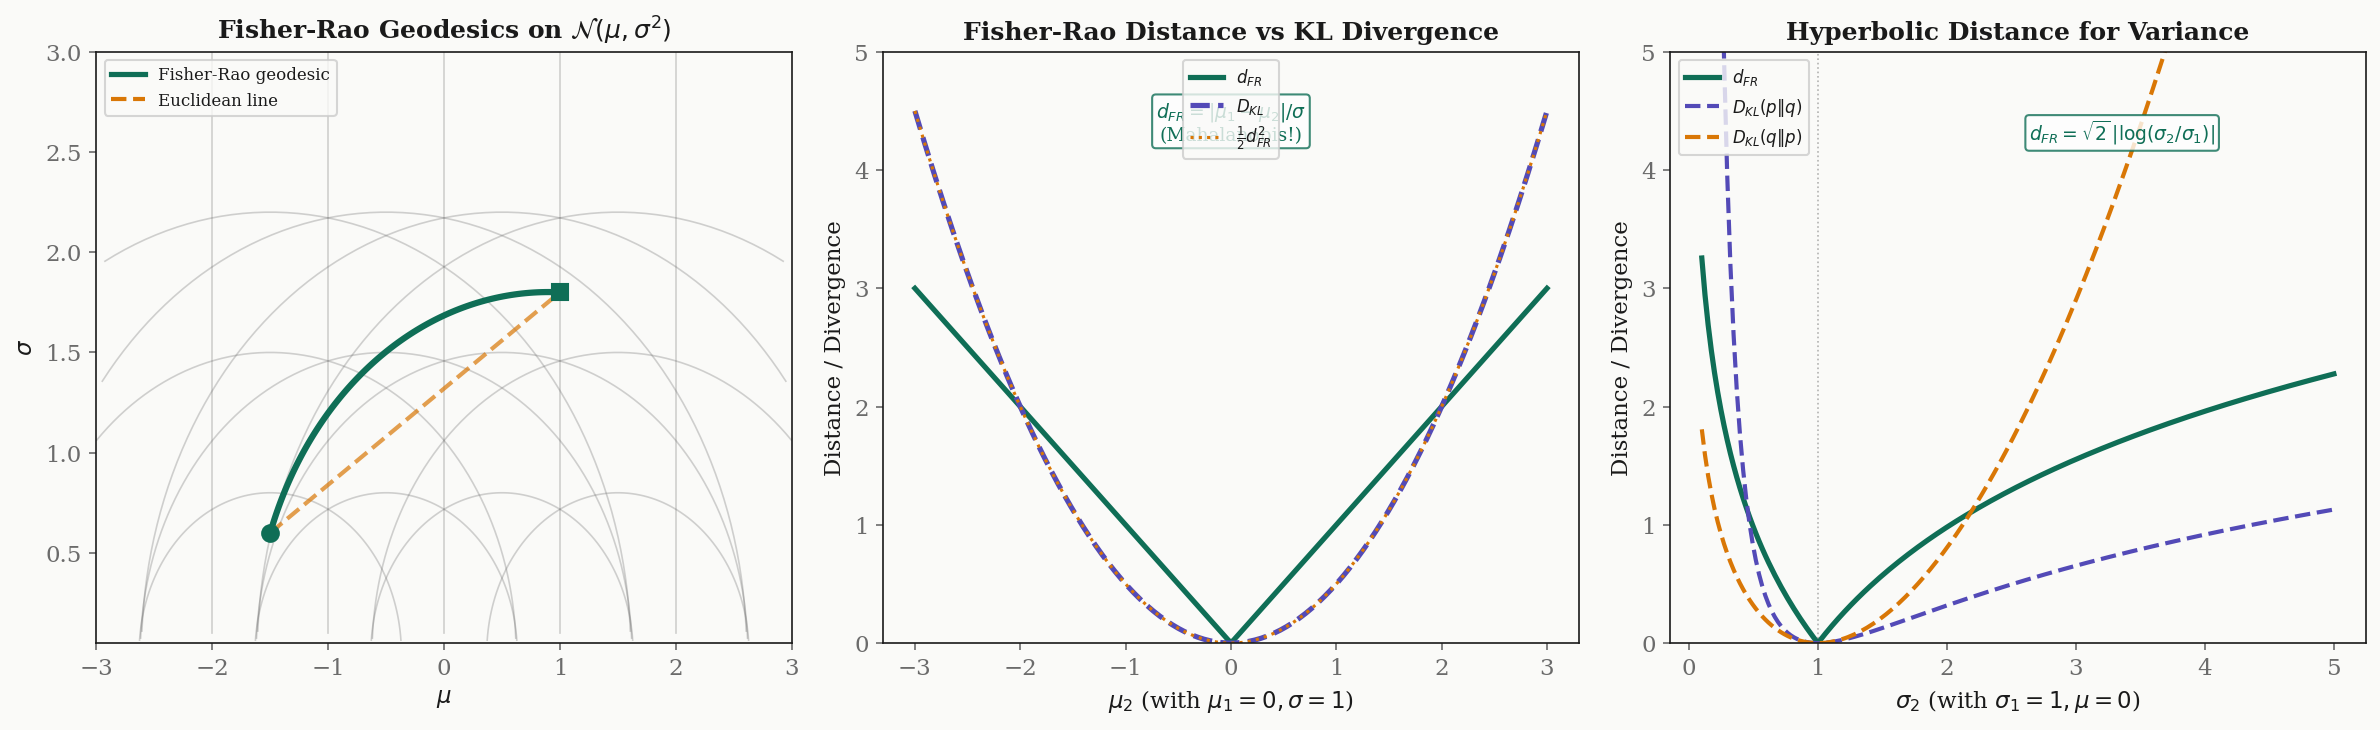 Fisher-Rao Geodesics on 𝒩(μ, σ²)
Fisher-Rao geodesic
Euclidean line
3.0
2.5
2.0
1.5
1.0
0.5
σ
−3
−2
−1
0
1
2
3
μ
Fisher-Rao Distance vs KL Divergence
d_FR
D_KL
½d²_FR
d_FR = |μ₁ μ₂|/σ
(Mahalanobis!)
5
4
3
2
1
0
Distance / Divergence
−3
−2
−1
0
1
2
3
μ₂ (with μ₁ = 0, σ = 1)
Hyperbolic Distance for Variance
d_FR
D_KL(p‖q)
D_KL(q‖p)
d_FR = √2 |log(σ₂/σ₁)|
5
4
3
2
1
0
Distance / Divergence
0
1
2
3
4
5
σ₂ (with σ₁ = 1, μ = 0)